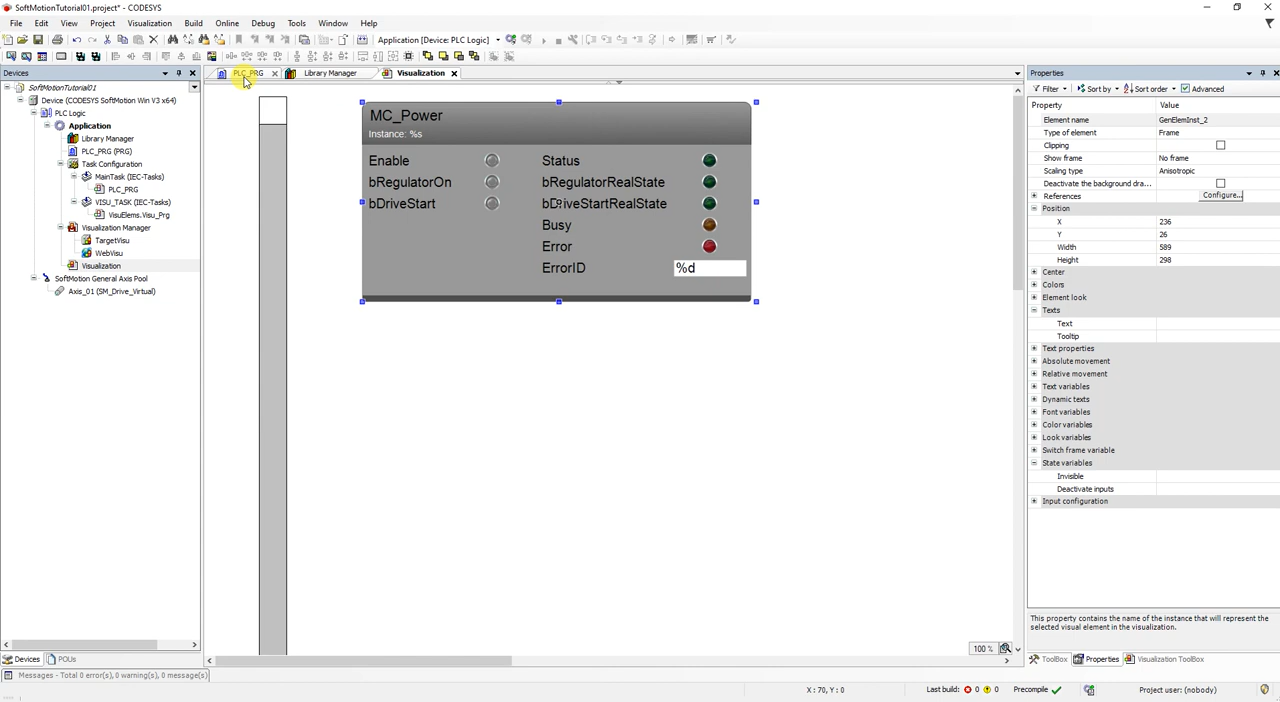 SoftMotionTutorial01.project* - CODESYS
File Edit View Project Visualization Build Online Debug Tools Window Help
Application [Device: PLC Logic]
Devices
PLC_PRG Library Manager Visualization
Properties
SoftMotionTutorial01
Device (CODESYS SoftMotion Win V3 x64)
PLC Logic
Application
Library Manager
PLC_PRG (PRG)
Task Configuration
MainTask (IEC-Tasks)
PLC_PRG
VISU_TASK (IEC-Tasks)
VisuElems.Visu_Prg
Visualization Manager
TargetVisu
WebVisu
Visualization
SoftMotion General Axis Pool
Axis_01 (SM_Drive_Virtual)
MC_Power
Instance: %s
Enable Status
bRegulatorOn bRegulatorRealState
bDriveStart bDriveStartRealState
Busy
Error
ErrorID %d
Filter Sort by Sort order Advanced
Property Value
Element name GenElemInst_2
Type of element Frame
Clipping
Show frame No frame
Scaling type Anisotropic
Deactivate the background dra...
References Configure...
Position
X 236
Y 26
Width 589
Height 298
Center
Colors
Element look
Texts
Text
Tooltip
Text properties
Absolute movement
Relative movement
Text variables
Dynamic texts
Font variables
Color variables
Look variables
Switch frame variable
State variables
Invisible
Deactivate inputs
Input configuration
This property contains the name of the instance that will represent the
selected visual element in the visualization.
100 %
Devices POUs
ToolBox Properties Visualization ToolBox
Messages - Total 0 error(s), 0 warning(s), 0 message(s)
X : 70, Y : 0 Last build: 0 0 Precompile Project user: (nobody)